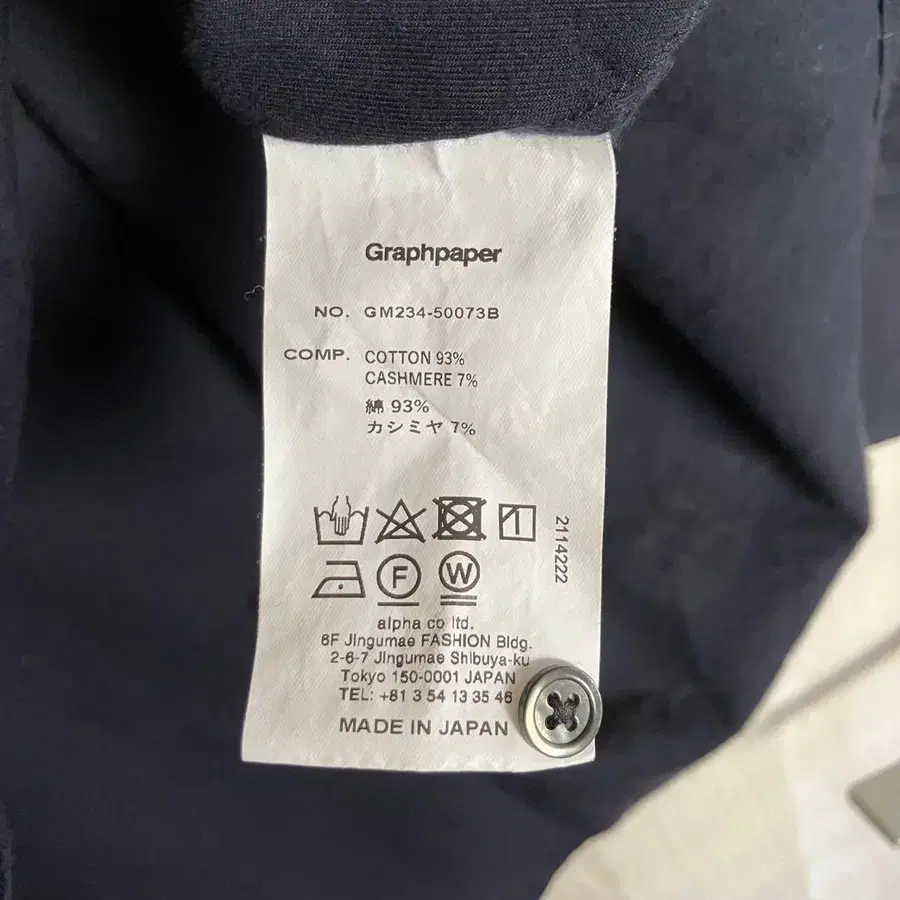 Graphpaper
NO. GM234-50073B
COMP. COTTON 93%
CASHMERE 7%
綿 93%
カシミヤ 7%
2114222
F W
alpha co ltd.
6F Jingumae FASHION Bldg.
2-6-7 Jingumae Shibuya-ku
Tokyo 150-0001 JAPAN
TEL: +81 3 54 13 35 46
MADE IN JAPAN